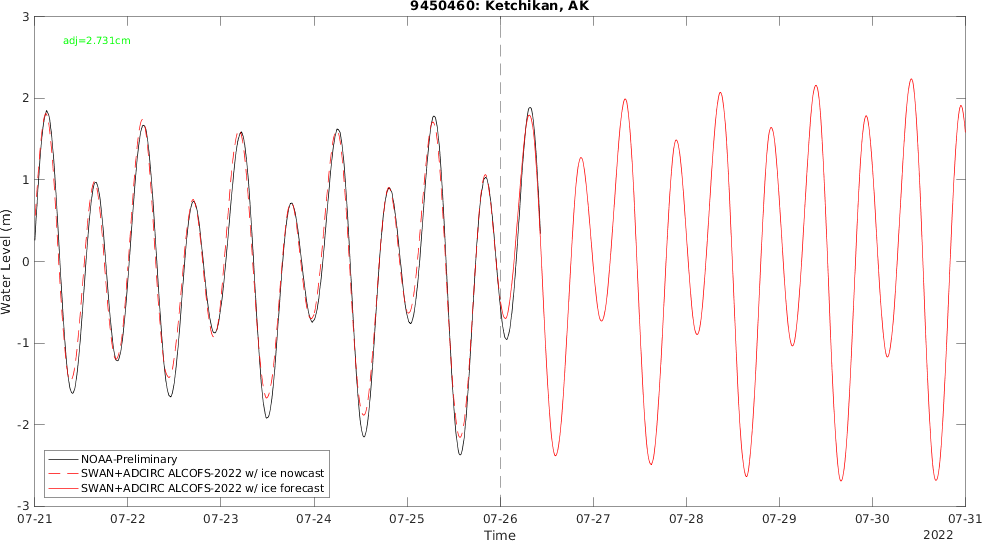 9450460: Ketchikan, AK
adj=2.731cm
Water Level (m)
3
2
1
0
-1
-2
-3
NOAA-Preliminary
SWAN+ADCIRC ALCOFS-2022 w/ ice nowcast
SWAN+ADCIRC ALCOFS-2022 w/ ice forecast
07-21 07-22 07-23 07-24 07-25 07-26 07-27 07-28 07-29 07-30 07-31
Time
2022